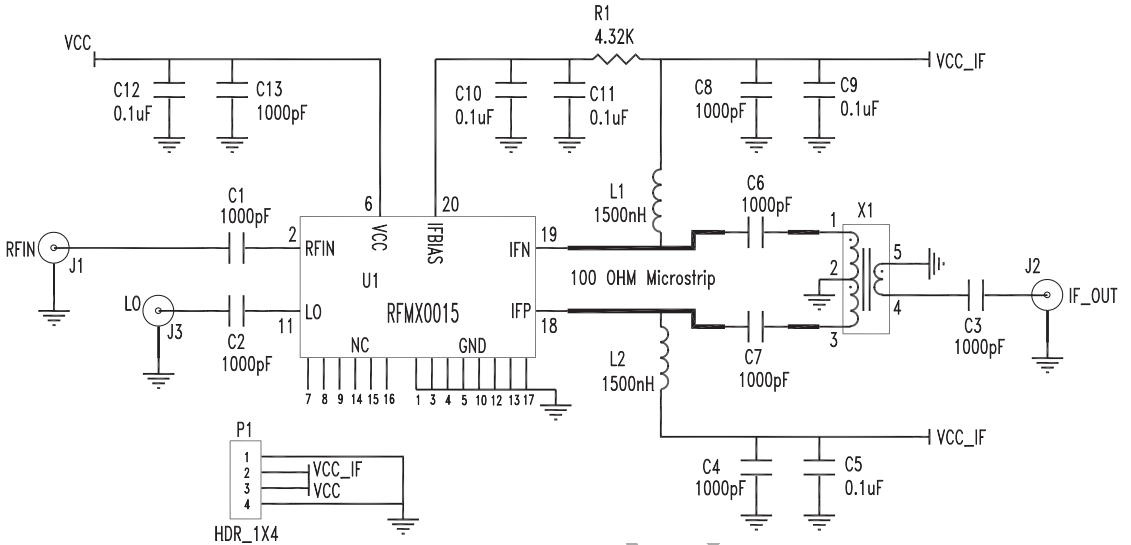 R1
4.32K
VCC
VCC_IF
C12
0.1uF
C13
1000pF
C10
0.1uF
C11
0.1uF
C8
1000pF
C9
0.1uF
C1
1000pF
6
20
L1
1500nH
C6
1000pF
X1
RFIN
J1
2
RFIN
VCC
IFBIAS
IFN
19
1
5
U1
100 OHM Microstrip
2
J2
LO
J3
11
LO
RFMX0015
IFP
18
4
IF_OUT
C2
1000pF
NC
GND
3
C3
1000pF
L2
1500nH
C7
1000pF
7 8 9 14 15 16 1 3 4 5 10 12 13 17
P1
VCC_IF
1
2
3
4
VCC_IF
VCC
HDR_1X4
C4
1000pF
C5
0.1uF